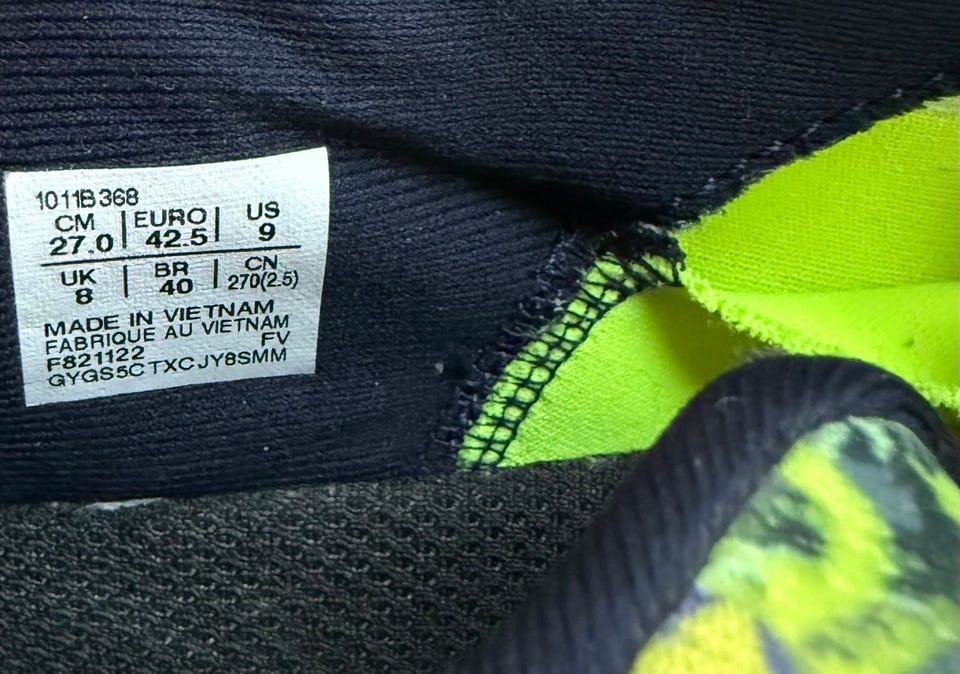 1011B368
CM | EURO | US
27.0 | 42.5 | 9
UK | BR | CN
8 | 40 | 270(2.5)
MADE IN VIETNAM
FABRIQUE AU VIETNAM
F821122 FV
GYGS5CTXCJY8SMM